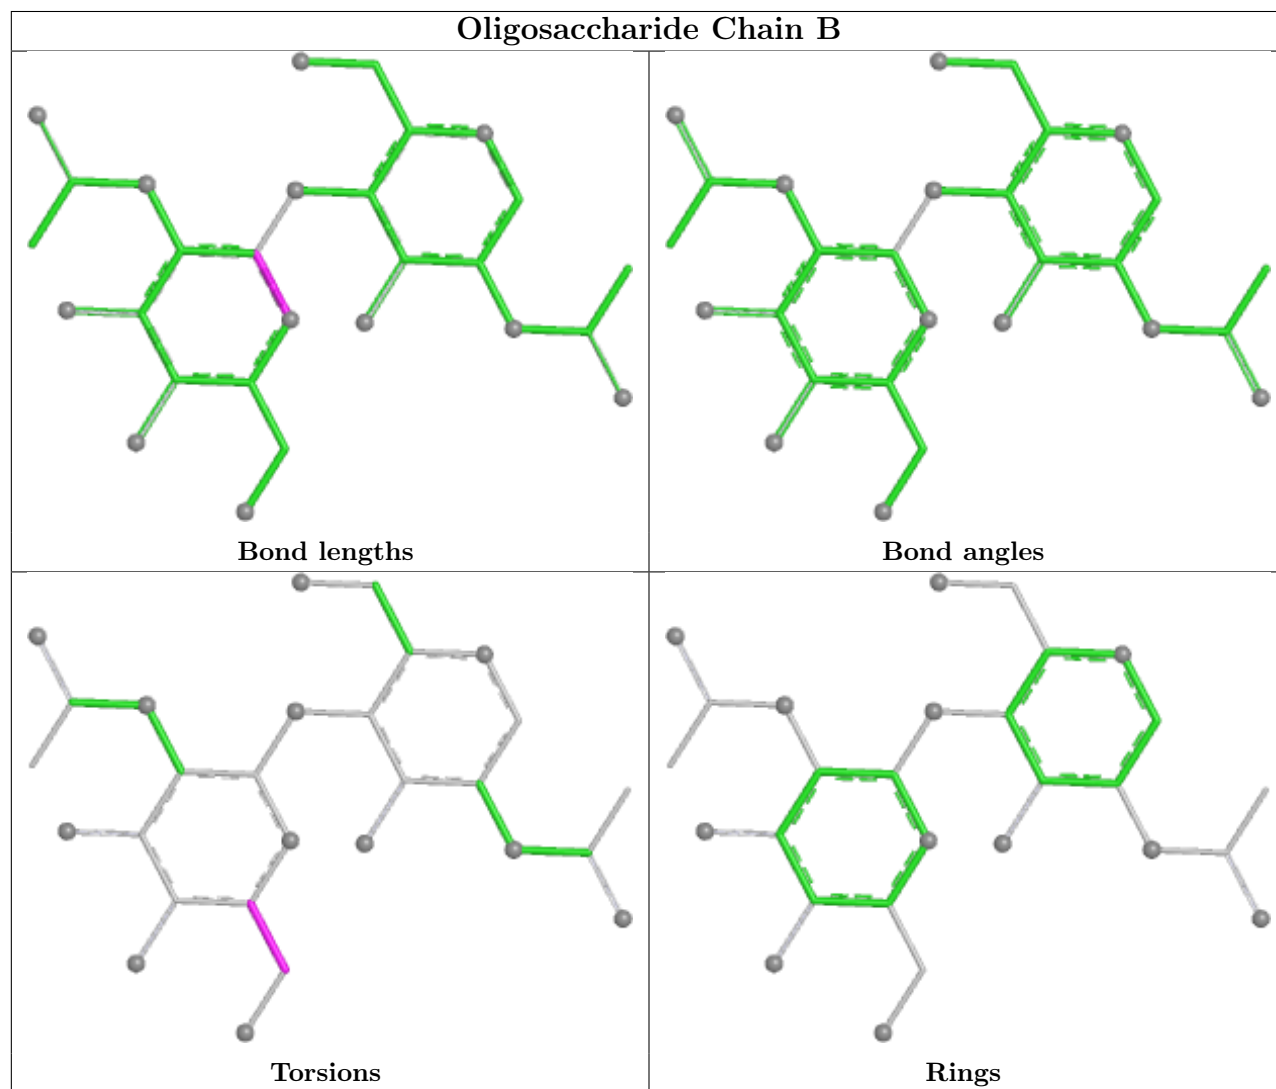 Oligosaccharide Chain B
Bond lengths
Bond angles
Torsions
Rings